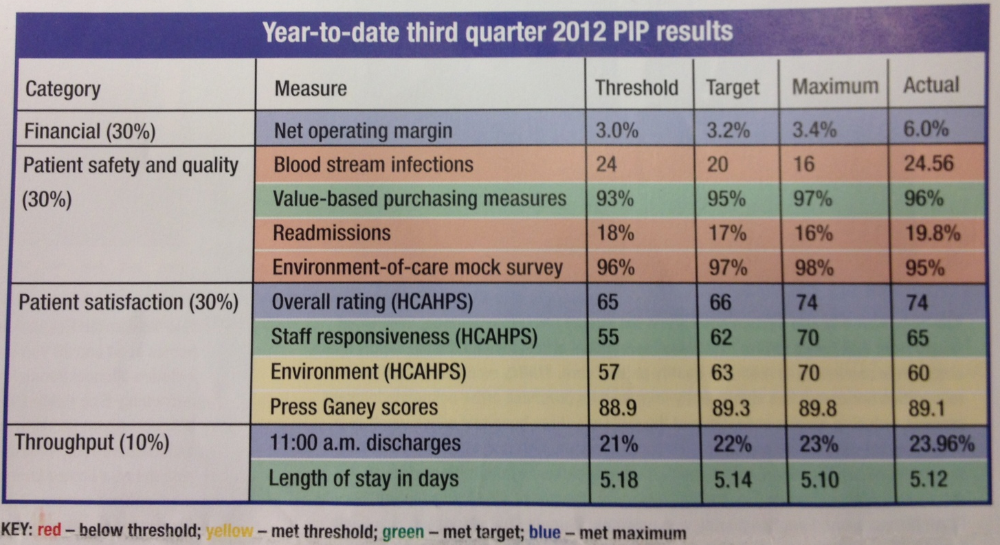 Year-to-date third quarter 2012 PIP results
Category Measure Threshold Target Maximum Actual
Financial (30%) Net operating margin 3.0% 3.2% 3.4% 6.0%
Patient safety and quality Blood stream infections 24 20 16 24.56
(30%) Value-based purchasing measures 93% 95% 97% 96%
Readmissions 18% 17% 16% 19.8%
Environment-of-care mock survey 96% 97% 98% 95%
Patient satisfaction (30%) Overall rating (HCAHPS) 65 66 74 74
Staff responsiveness (HCAHPS) 55 62 70 65
Environment (HCAHPS) 57 63 70 60
Press Ganey scores 88.9 89.3 89.8 89.1
Throughput (10%) 11:00 a.m. discharges 21% 22% 23% 23.96%
Length of stay in days 5.18 5.14 5.10 5.12
KEY: red – below threshold; yellow – met threshold; green – met target; blue – met maximum